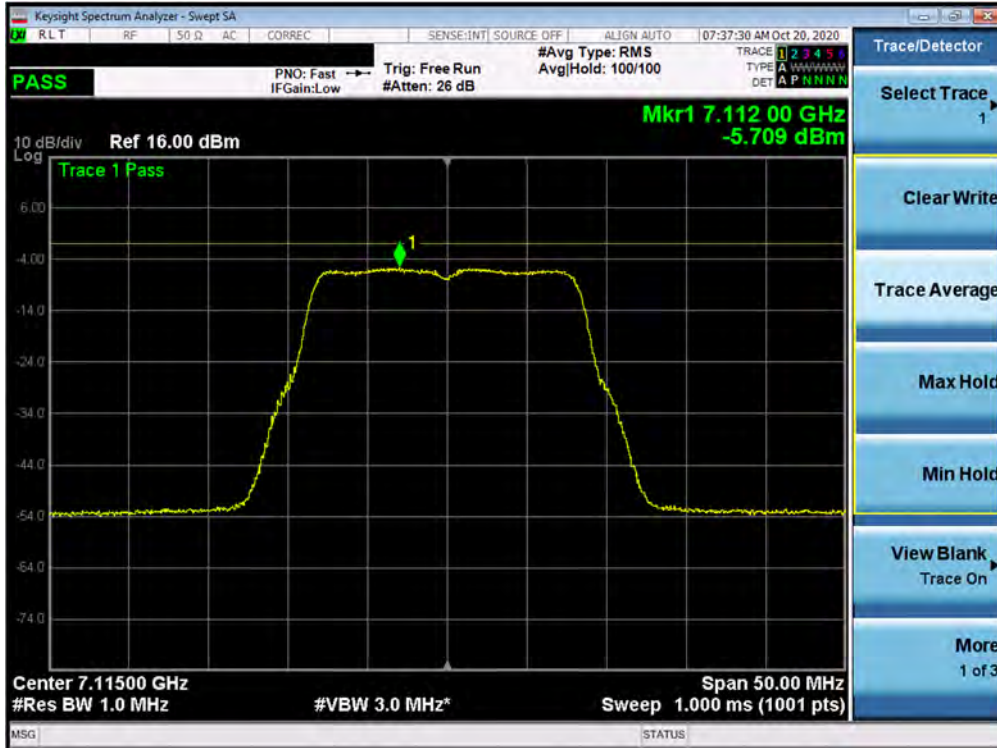 Keysight Spectrum Analyzer - Swept SA
LXI RLT RF 50 Ω AC CORREC SENSE:INT SOURCE OFF ALIGN AUTO 07:37:30 AM Oct 20, 2020
PASS
PNO: Fast
IFGain:Low
Trig: Free Run
#Atten: 26 dB
#Avg Type: RMS
Avg|Hold: 100/100
TRACE 1 2 3 4 5 6
TYPE A WWWWW
DET A P N N N N
Mkr1 7.112 00 GHz
-5.709 dBm
10 dB/div Ref 16.00 dBm
Log
Trace 1 Pass
1
6.00
-4.00
-14.0
-24.0
-34.0
-44.0
-54.0
-64.0
-74.0
Center 7.11500 GHz Span 50.00 MHz
#Res BW 1.0 MHz #VBW 3.0 MHz* Sweep 1.000 ms (1001 pts)
MSG STATUS
Trace/Detector
Select Trace
1
Clear Write
Trace Average
Max Hold
Min Hold
View Blank
Trace On
More
1 of 3